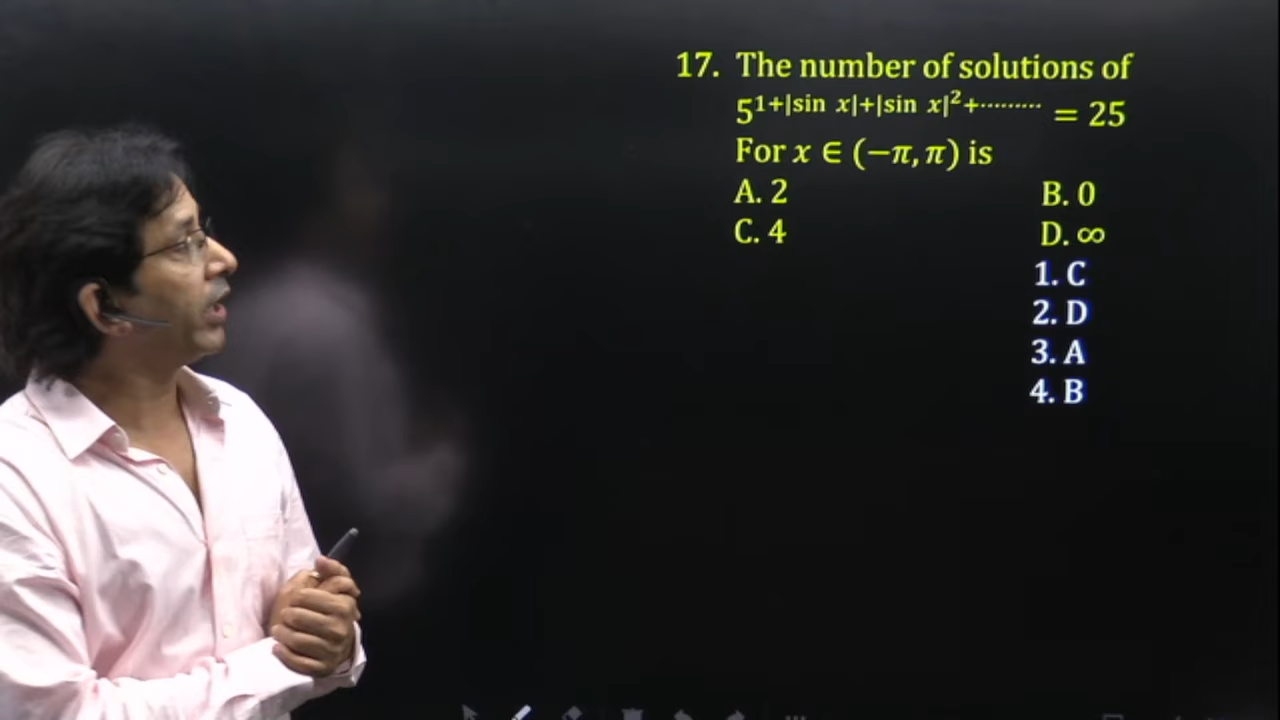 17. The number of solutions of
5^{1+|sin x|+|sin x|^2+.........} = 25
For x ∈ (−π, π) is
A. 2 B. 0
C. 4 D. ∞
1. C
2. D
3. A
4. B